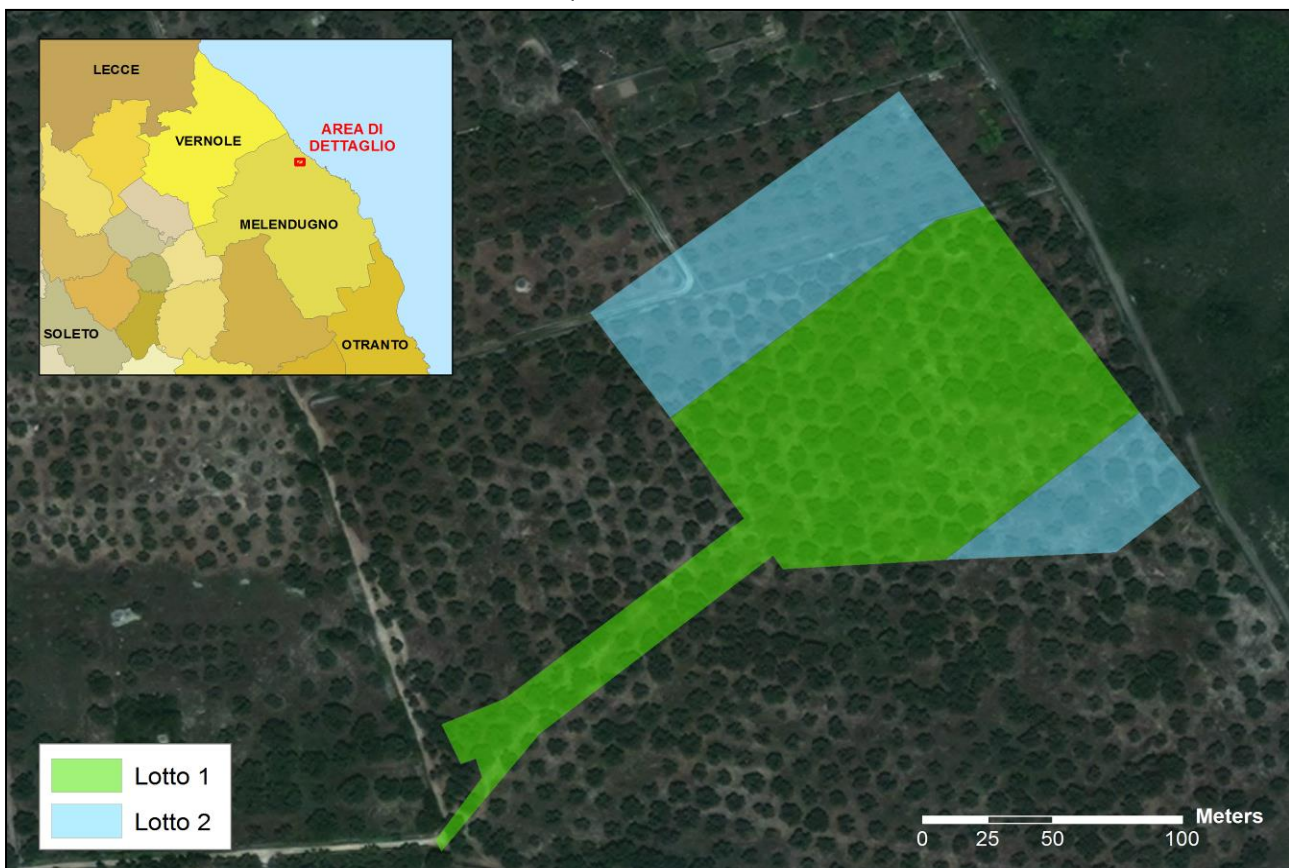 LECCE
VERNOLE
AREA DI
DETTAGLIO
MELENDUGNO
SOLETO
OTRANTO
Lotto 1
Lotto 2
Meters
0 25 50 100